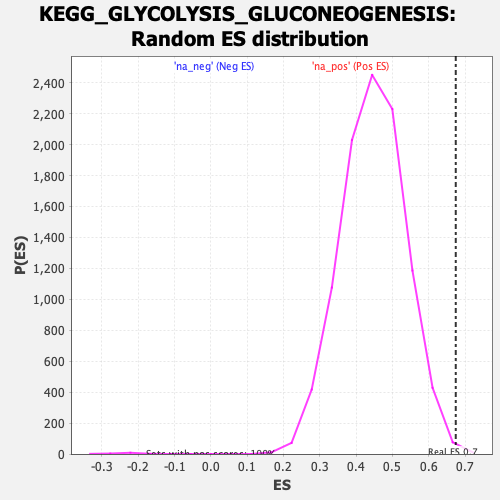 KEGG_GLYCOLYSIS_GLUCONEOGENESIS:
Random ES distribution
'na_neg' (Neg ES) 'na_pos' (Pos ES)
P(ES)
2,400
2,200
2,000
1,800
1,600
1,400
1,200
1,000
800
600
400
200
0
Sets with pos scores: 100%
Real ES 0.7
-0.3 -0.2 -0.1 0.0 0.1 0.2 0.3 0.4 0.5 0.6 0.7
ES